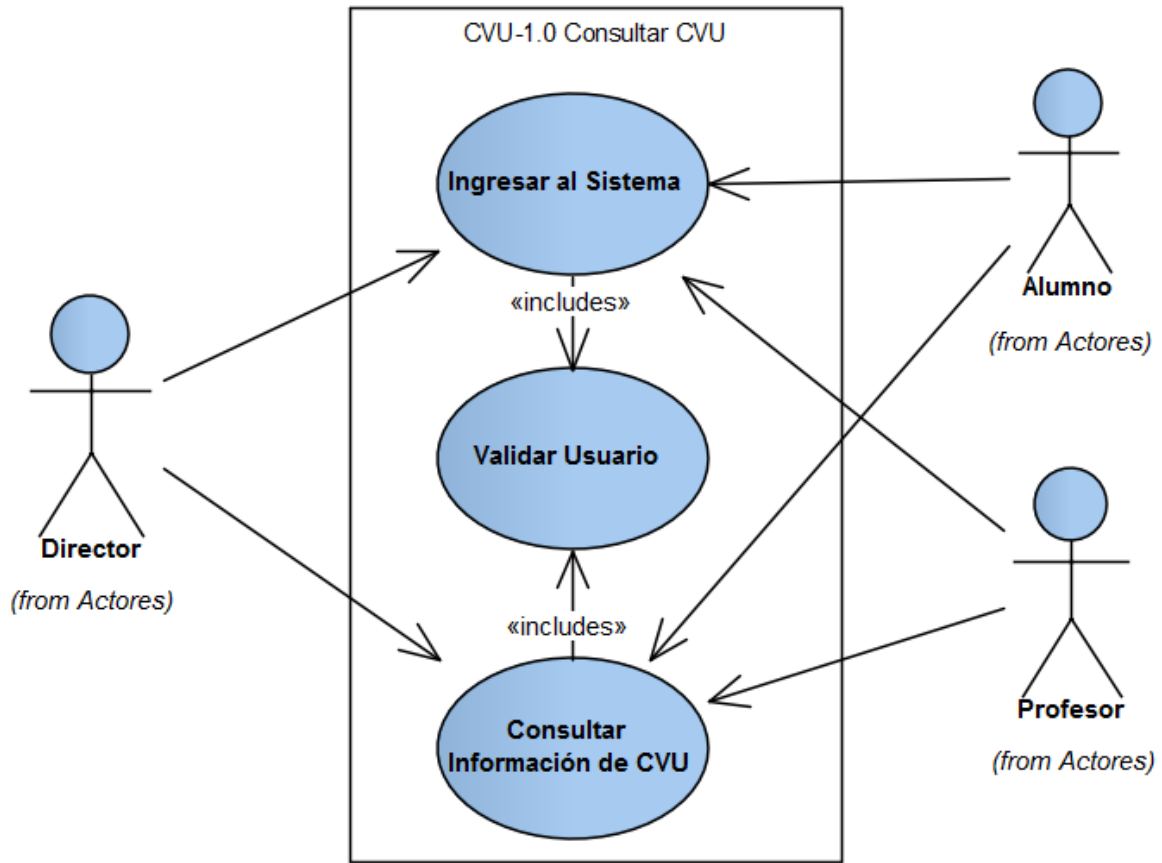 CVU-1.0 Consultar CVU
Ingresar al Sistema
«includes»
Validar Usuario
«includes»
Consultar
Información de CVU
Director
(from Actores)
Alumno
(from Actores)
Profesor
(from Actores)